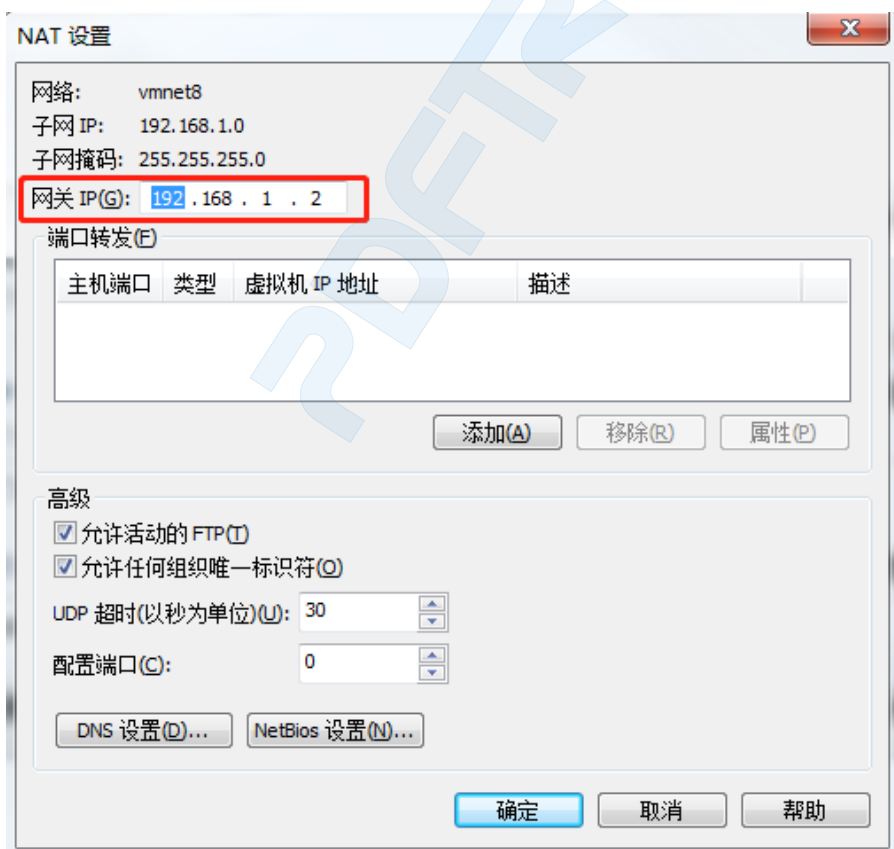 NAT 设置
网络: vmnet8
子网 IP: 192.168.1.0
子网掩码: 255.255.255.0
网关 IP(G): 192 . 168 . 1 . 2
端口转发(F)
主机端口 类型 虚拟机 IP 地址 描述
添加(A) 移除(R) 属性(P)
高级
允许活动的 FTP(T)
允许任何组织唯一标识符(O)
UDP 超时(以秒为单位)(U): 30
配置端口(C): 0
DNS 设置(D)... NetBios 设置(N)...
确定 取消 帮助
PDFTR